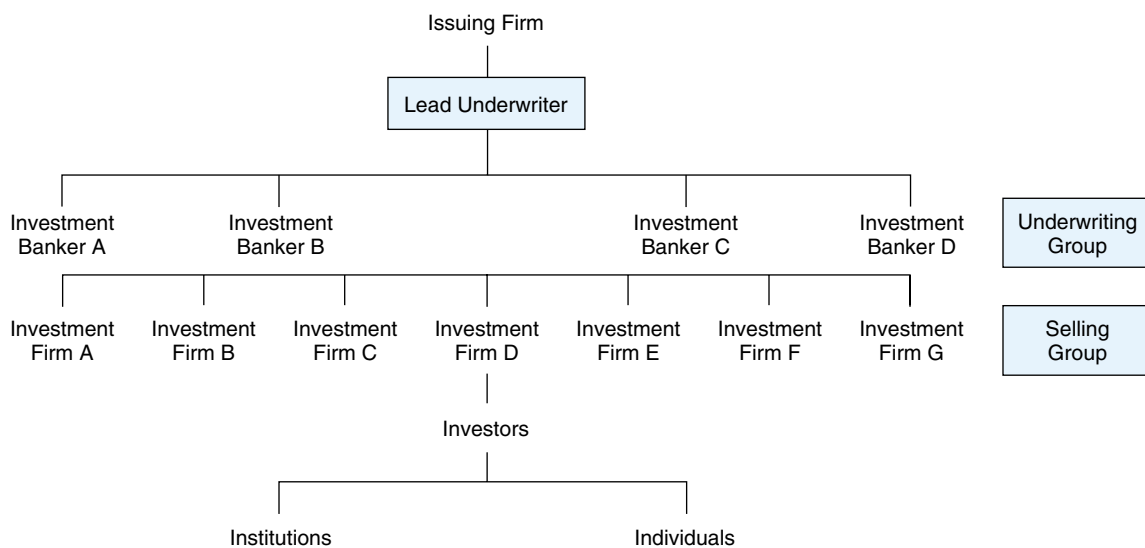 Issuing Firm
Lead Underwriter
Investment
Banker A
Investment
Banker B
Investment
Banker C
Investment
Banker D
Underwriting
Group
Investment
Firm A
Investment
Firm B
Investment
Firm C
Investment
Firm D
Investment
Firm E
Investment
Firm F
Investment
Firm G
Selling
Group
Investors
Institutions
Individuals